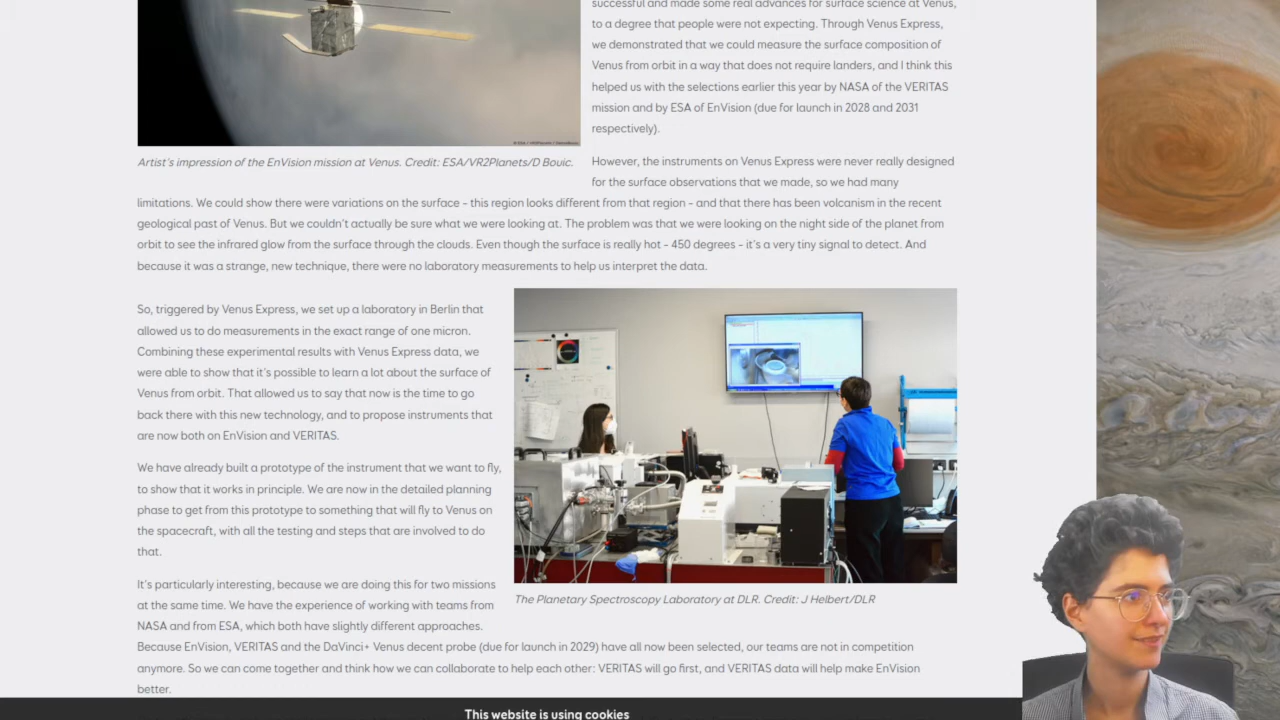 successful and made some real advances for surface science at Venus,
to a degree that people were not expecting. Through Venus Express,
we demonstrated that we could measure the surface composition of
Venus from orbit in a way that does not require landers, and I think this
helped us with the selections earlier this year by NASA of the VERITAS
mission and by ESA of EnVision (due for launch in 2028 and 2031
respectively).
Artist's impression of the EnVision mission at Venus. Credit: ESA/VR2Planets/D Bouic.
However, the instruments on Venus Express were never really designed
for the surface observations that we made, so we had many
limitations. We could show there were variations on the surface – this region looks different from that region – and that there has been volcanism in the recent
geological past of Venus. But we couldn't actually be sure what we were looking at. The problem was that we were looking on the night side of the planet from
orbit to see the infrared glow from the surface through the clouds. Even though the surface is really hot – 450 degrees – it's a very tiny signal to detect. And
because it was a strange, new technique, there were no laboratory measurements to help us interpret the data.
So, triggered by Venus Express, we set up a laboratory in Berlin that
allowed us to do measurements in the exact range of one micron.
Combining these experimental results with Venus Express data, we
were able to show that it's possible to learn a lot about the surface of
Venus from orbit. That allowed us to say that now is the time to go
back there with this new technology, and to propose instruments that
are now both on EnVision and VERITAS.
We have already built a prototype of the instrument that we want to fly,
to show that it works in principle. We are now in the detailed planning
phase to get from this prototype to something that will fly to Venus on
the spacecraft, with all the testing and steps that are involved to do
that.
It's particularly interesting, because we are doing this for two missions
at the same time. We have the experience of working with teams from
NASA and from ESA, which both have slightly different approaches.
The Planetary Spectroscopy Laboratory at DLR. Credit: J Helbert/DLR
Because EnVision, VERITAS and the DaVinci+ Venus decent probe (due for launch in 2029) have all now been selected, our teams are not in competition
anymore. So we can come together and think how we can collaborate to help each other: VERITAS will go first, and VERITAS data will help make EnVision
better.
This website is using cookies